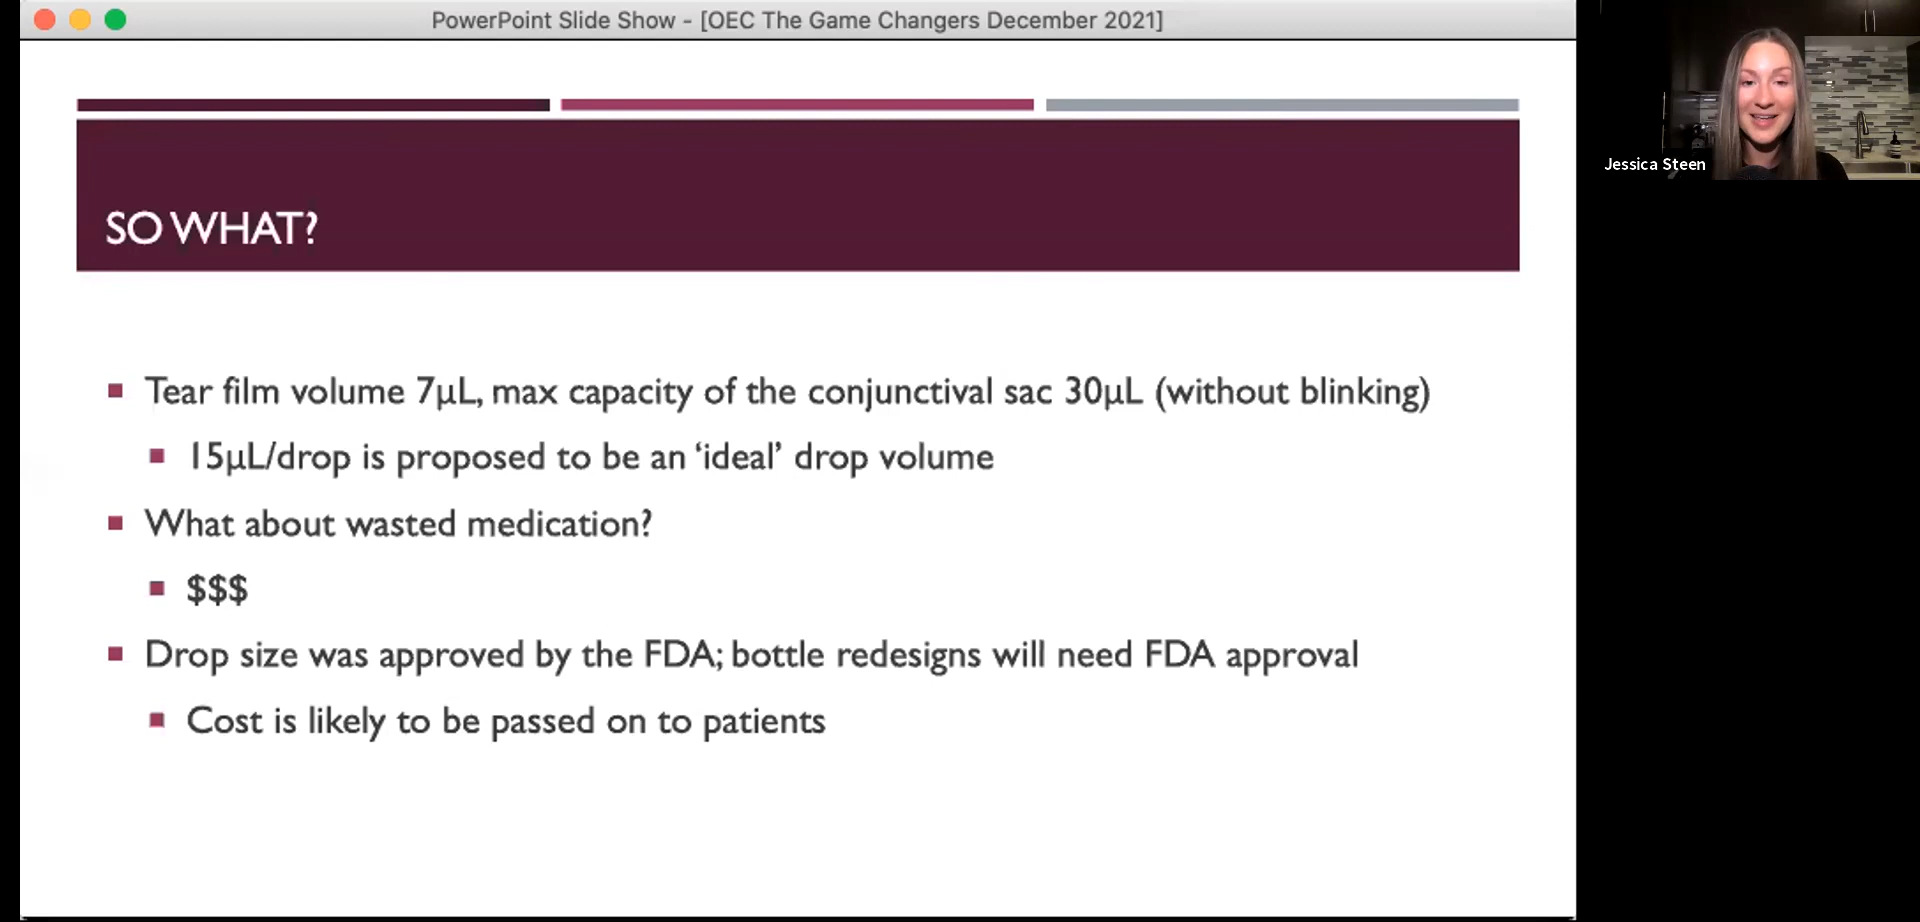 PowerPoint Slide Show - [OEC The Game Changers December 2021]
Jessica Steen
SO WHAT?
Tear film volume 7µL, max capacity of the conjunctival sac 30µL (without blinking)
15µL/drop is proposed to be an ‘ideal’ drop volume
What about wasted medication?
$$$
Drop size was approved by the FDA; bottle redesigns will need FDA approval
Cost is likely to be passed on to patients